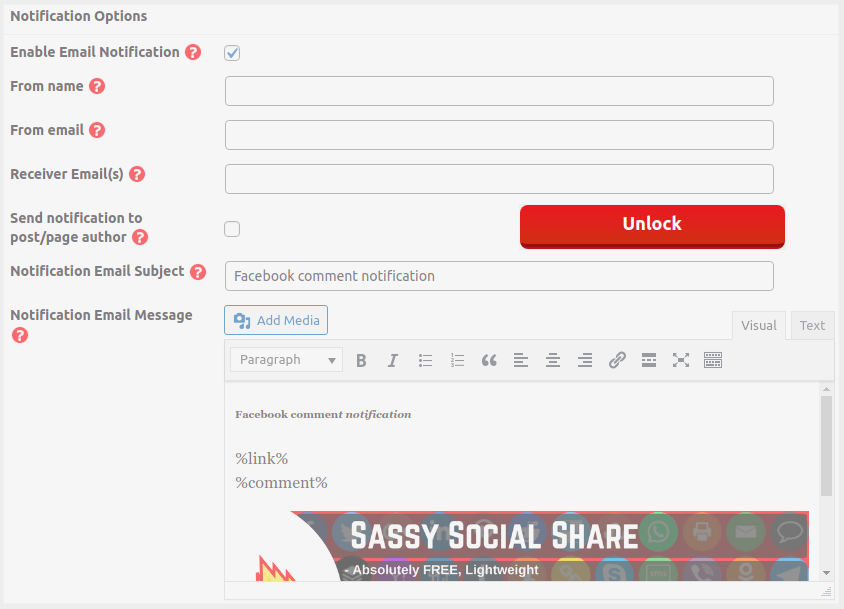 Notification Options
Enable Email Notification ?
From name ?
From email ?
Receiver Email(s) ?
Send notification to
post/page author ?
Unlock
Notification Email Subject ?
Facebook comment notification
Notification Email Message
?
Add Media
Visual
Text
Paragraph
Facebook comment notification
%link%
%comment%
SASSY SOCIAL SHARE
- Absolutely FREE, Lightweight